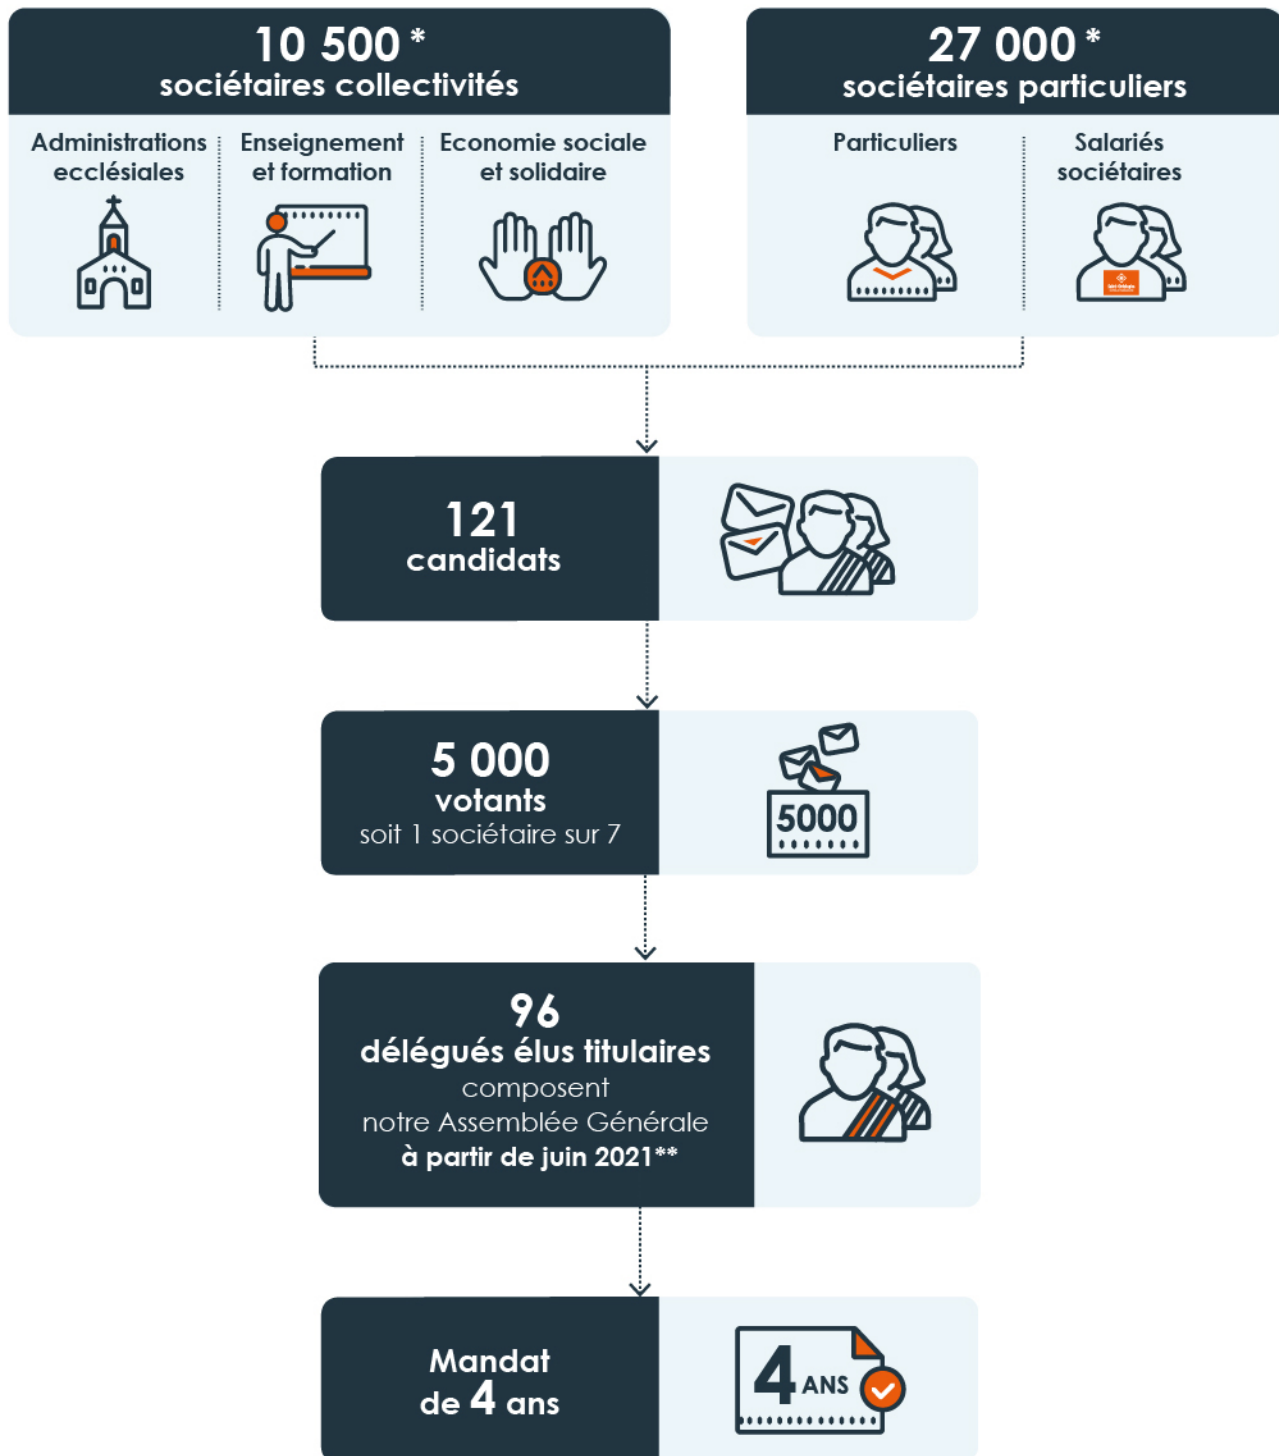 10 500 *
sociétaires collectivités
Administrations
ecclésiales
Enseignement
et formation
Economie sociale
et solidaire
27 000 *
sociétaires particuliers
Particuliers
Salariés
sociétaires
121
candidats
5 000
votants
soit 1 sociétaire sur 7
5000
96
délégués élus titulaires
composent
notre Assemblée Générale
à partir de juin 2021**
Mandat
de 4 ans
4 ANS